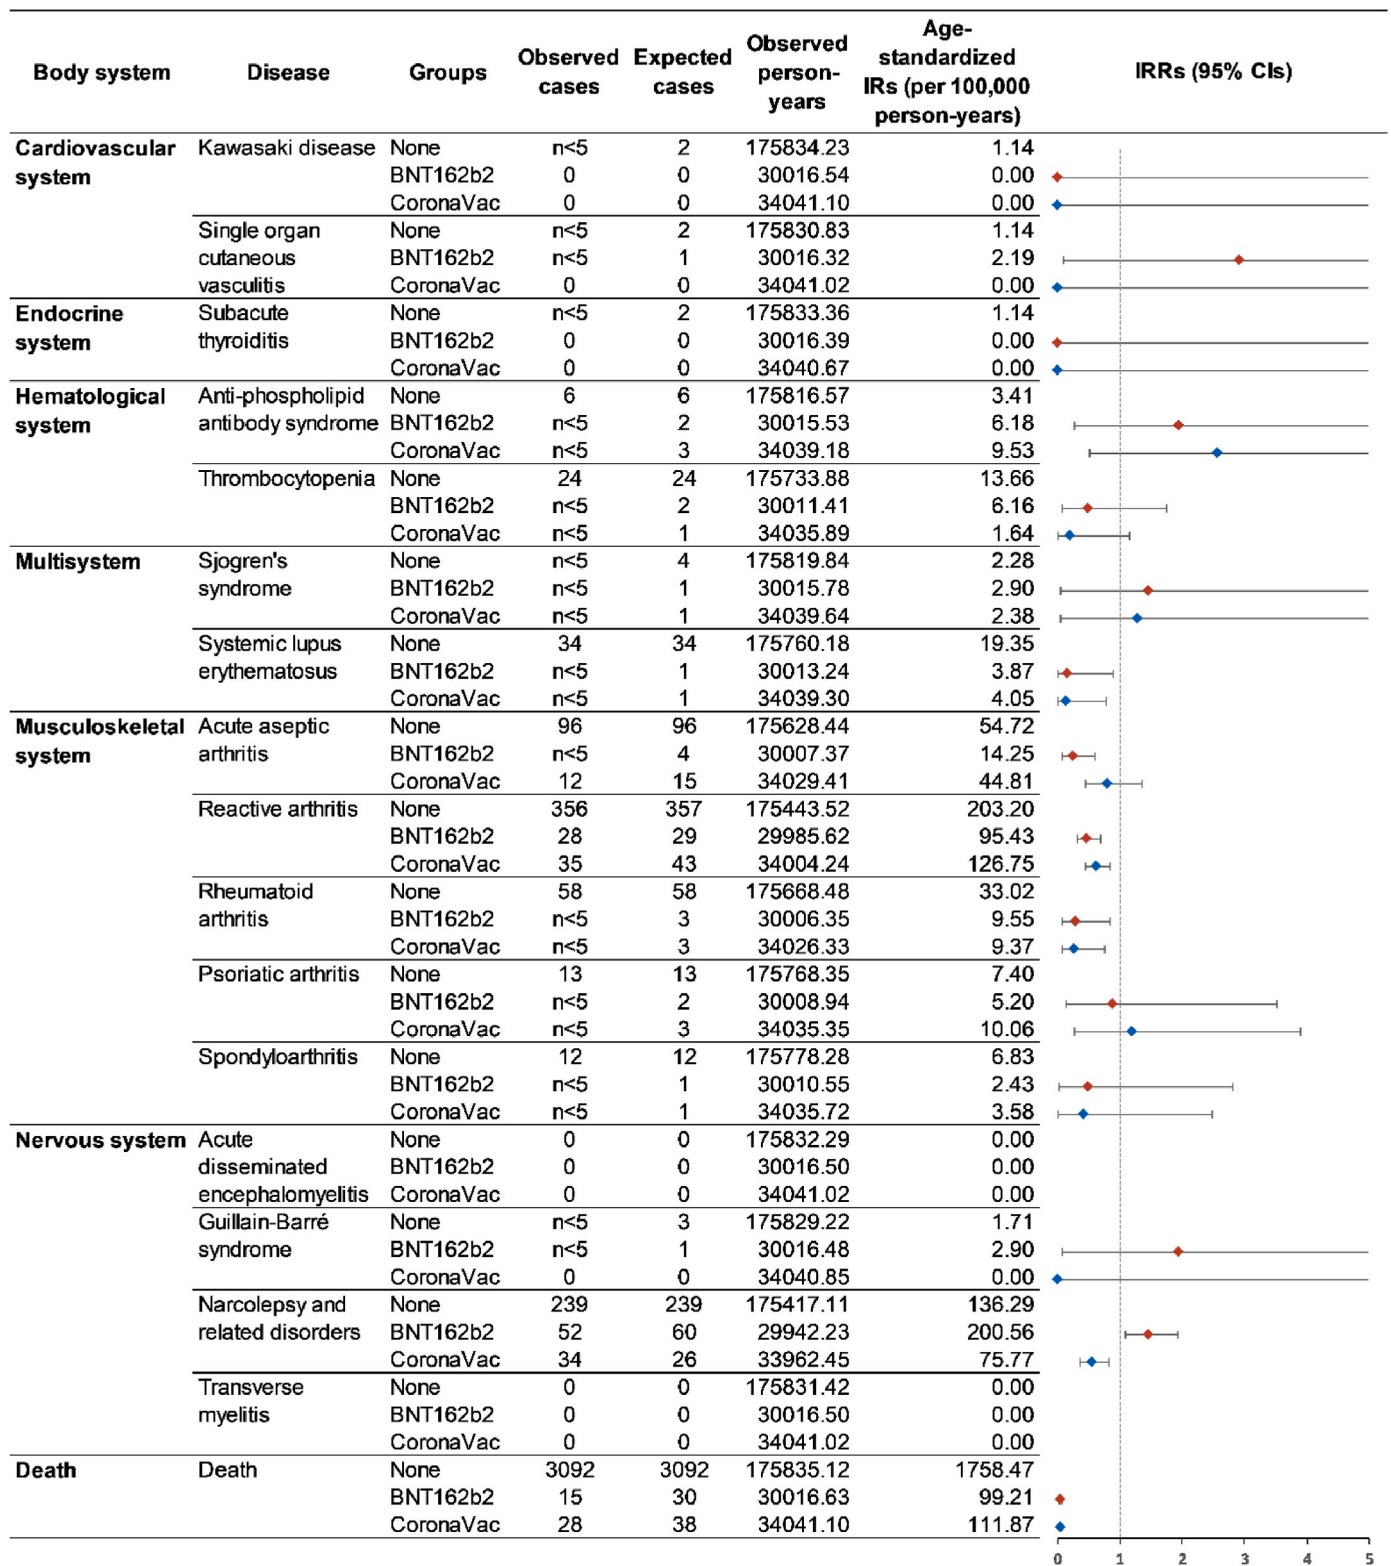 Body system Disease Groups Observed cases Expected cases Observed person-years Age-standardized IRs (per 100,000 person-years) IRRs (95% CIs)
Cardiovascular Kawasaki disease None n<5 2 175834.23 1.14
system BNT162b2 0 0 30016.54 0.00
CoronaVac 0 0 34041.10 0.00
Single organ None n<5 2 175830.83 1.14
cutaneous BNT162b2 n<5 1 30016.32 2.19
vasculitis CoronaVac 0 0 34041.02 0.00
Endocrine Subacute None n<5 2 175833.36 1.14
system thyroiditis BNT162b2 0 0 30016.39 0.00
CoronaVac 0 0 34040.67 0.00
Hematological Anti-phospholipid None 6 6 175816.57 3.41
system antibody syndrome BNT162b2 n<5 2 30015.53 6.18
CoronaVac n<5 3 34039.18 9.53
Thrombocytopenia None 24 24 175733.88 13.66
BNT162b2 n<5 2 30011.41 6.16
CoronaVac n<5 1 34035.89 1.64
Multisystem Sjogren's None n<5 4 175819.84 2.28
syndrome BNT162b2 n<5 1 30015.78 2.90
CoronaVac n<5 1 34039.64 2.38
Systemic lupus None 34 34 175760.18 19.35
erythematosus BNT162b2 n<5 1 30013.24 3.87
CoronaVac n<5 1 34039.30 4.05
Musculoskeletal Acute aseptic None 96 96 175628.44 54.72
system arthritis BNT162b2 n<5 4 30007.37 14.25
CoronaVac 12 15 34029.41 44.81
Reactive arthritis None 356 357 175443.52 203.20
BNT162b2 28 29 29985.62 95.43
CoronaVac 35 43 34004.24 126.75
Rheumatoid None 58 58 175668.48 33.02
arthritis BNT162b2 n<5 3 30006.35 9.55
CoronaVac n<5 3 34026.33 9.37
Psoriatic arthritis None 13 13 175768.35 7.40
BNT162b2 n<5 2 30008.94 5.20
CoronaVac n<5 3 34035.35 10.06
Spondyloarthritis None 12 12 175778.28 6.83
BNT162b2 n<5 1 30010.55 2.43
CoronaVac n<5 1 34035.72 3.58
Nervous system Acute None 0 0 175832.29 0.00
disseminated BNT162b2 0 0 30016.50 0.00
encephalomyelitis CoronaVac 0 0 34041.02 0.00
Guillain-Barré None n<5 3 175829.22 1.71
syndrome BNT162b2 n<5 1 30016.48 2.90
CoronaVac 0 0 34040.85 0.00
Narcolepsy and None 239 239 175417.11 136.29
related disorders BNT162b2 52 60 29942.23 200.56
CoronaVac 34 26 33962.45 75.77
Transverse None 0 0 175831.42 0.00
myelitis BNT162b2 0 0 30016.50 0.00
CoronaVac 0 0 34041.02 0.00
Death Death None 3092 3092 175835.12 1758.47
BNT162b2 15 30 30016.63 99.21
CoronaVac 28 38 34041.10 111.87
0 1 2 3 4 5